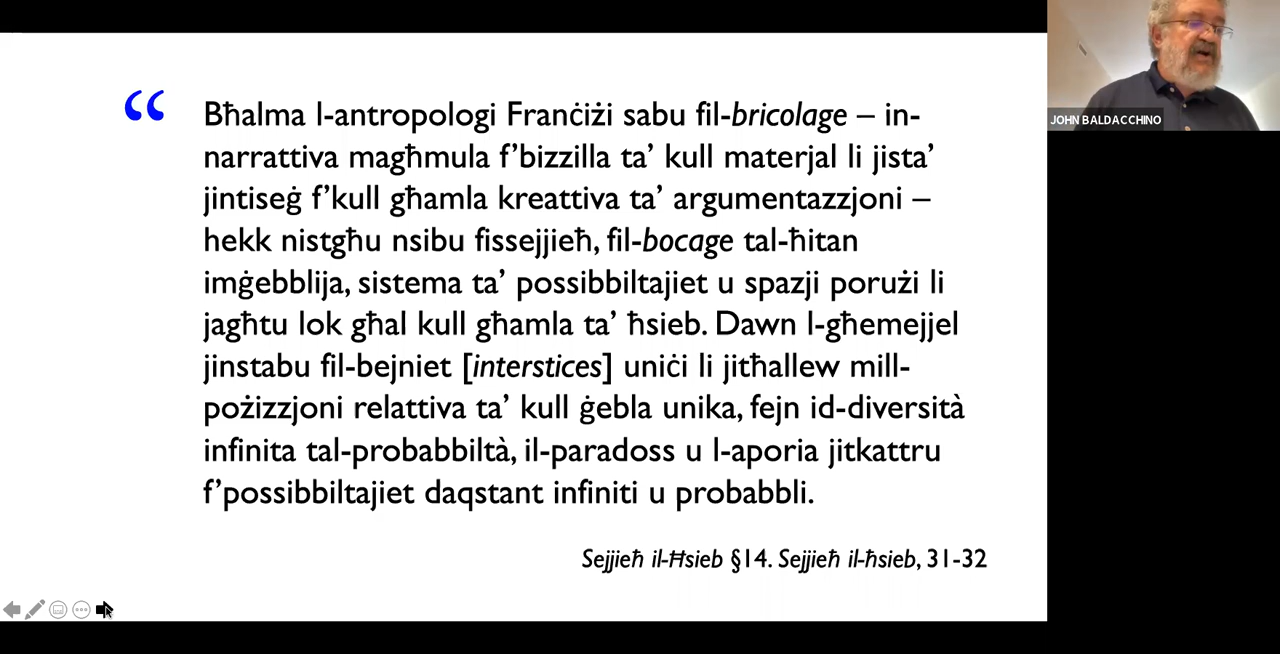 “ Bħalma l-antropologi Franċiżi sabu fil-bricolage – in-
narrattiva magħmula f’bizzilla ta’ kull materjal li jista’
jintiseġ f’kull għamla kreattiva ta’ argumentazzjoni –
hekk nistgħu nsibu fissejjieħ, fil-bocage tal-ħitan
imġebblija, sistema ta’ possibbiltajiet u spazji porużi li
jagħtu lok għal kull għamla ta’ ħsieb. Dawn l-għemejjel
jinstabu fil-bejniet [interstices] uniċi li jitħallew mill-
pożizzjoni relattiva ta’ kull ġebla unika, fejn id-diversità
infinita tal-probabbiltà, il-paradoss u l-aporia jitkattru
f’possibbiltajiet daqstant infiniti u probabbli.
Sejjieħ il-Ħsieb §14. Sejjieħ il-ħsieb, 31-32
JOHN BALDACCHINO